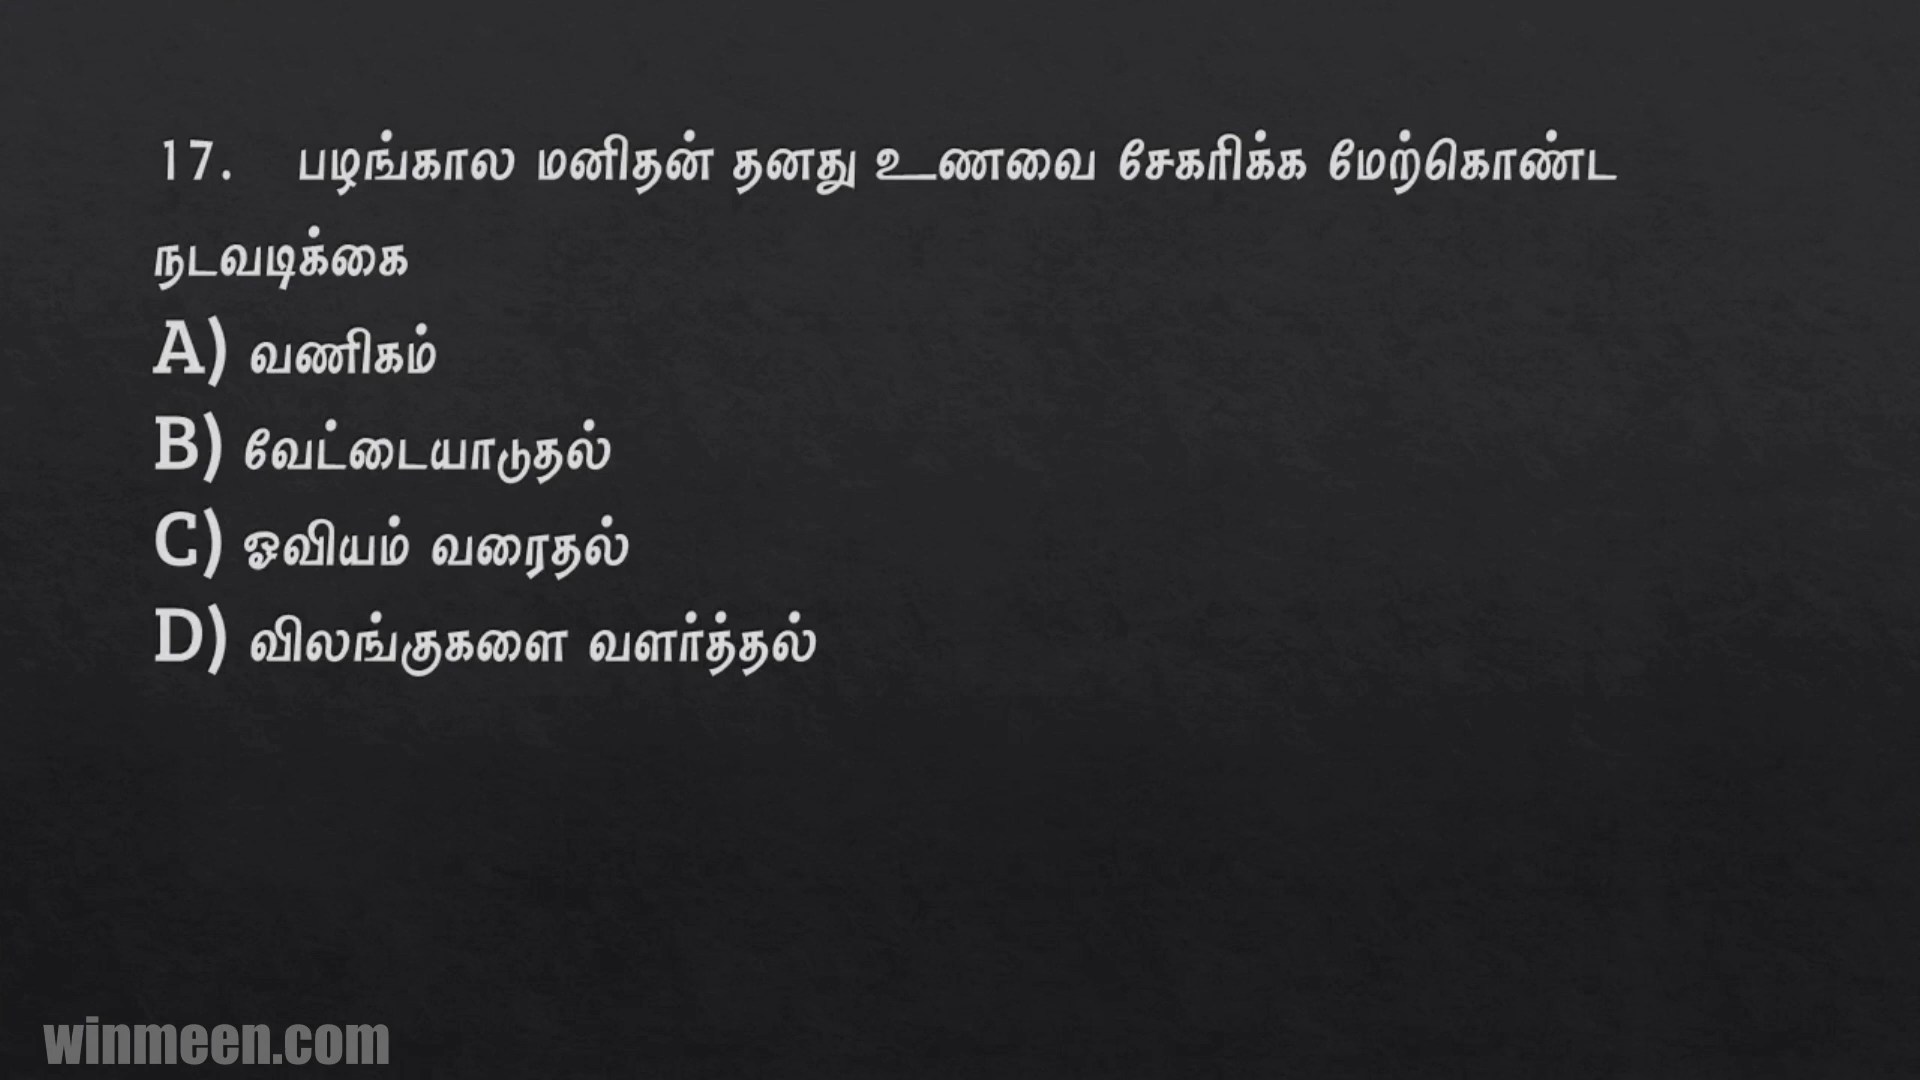 17. பழங்கால மனிதன் தனது உணவை சேகரிக்க மேற்கொண்ட
நடவடிக்கை
A) வணிகம்
B) வேட்டையாடுதல்
C) ஓவியம் வரைதல்
D) விலங்குகளை வளர்த்தல்
winmeen.com